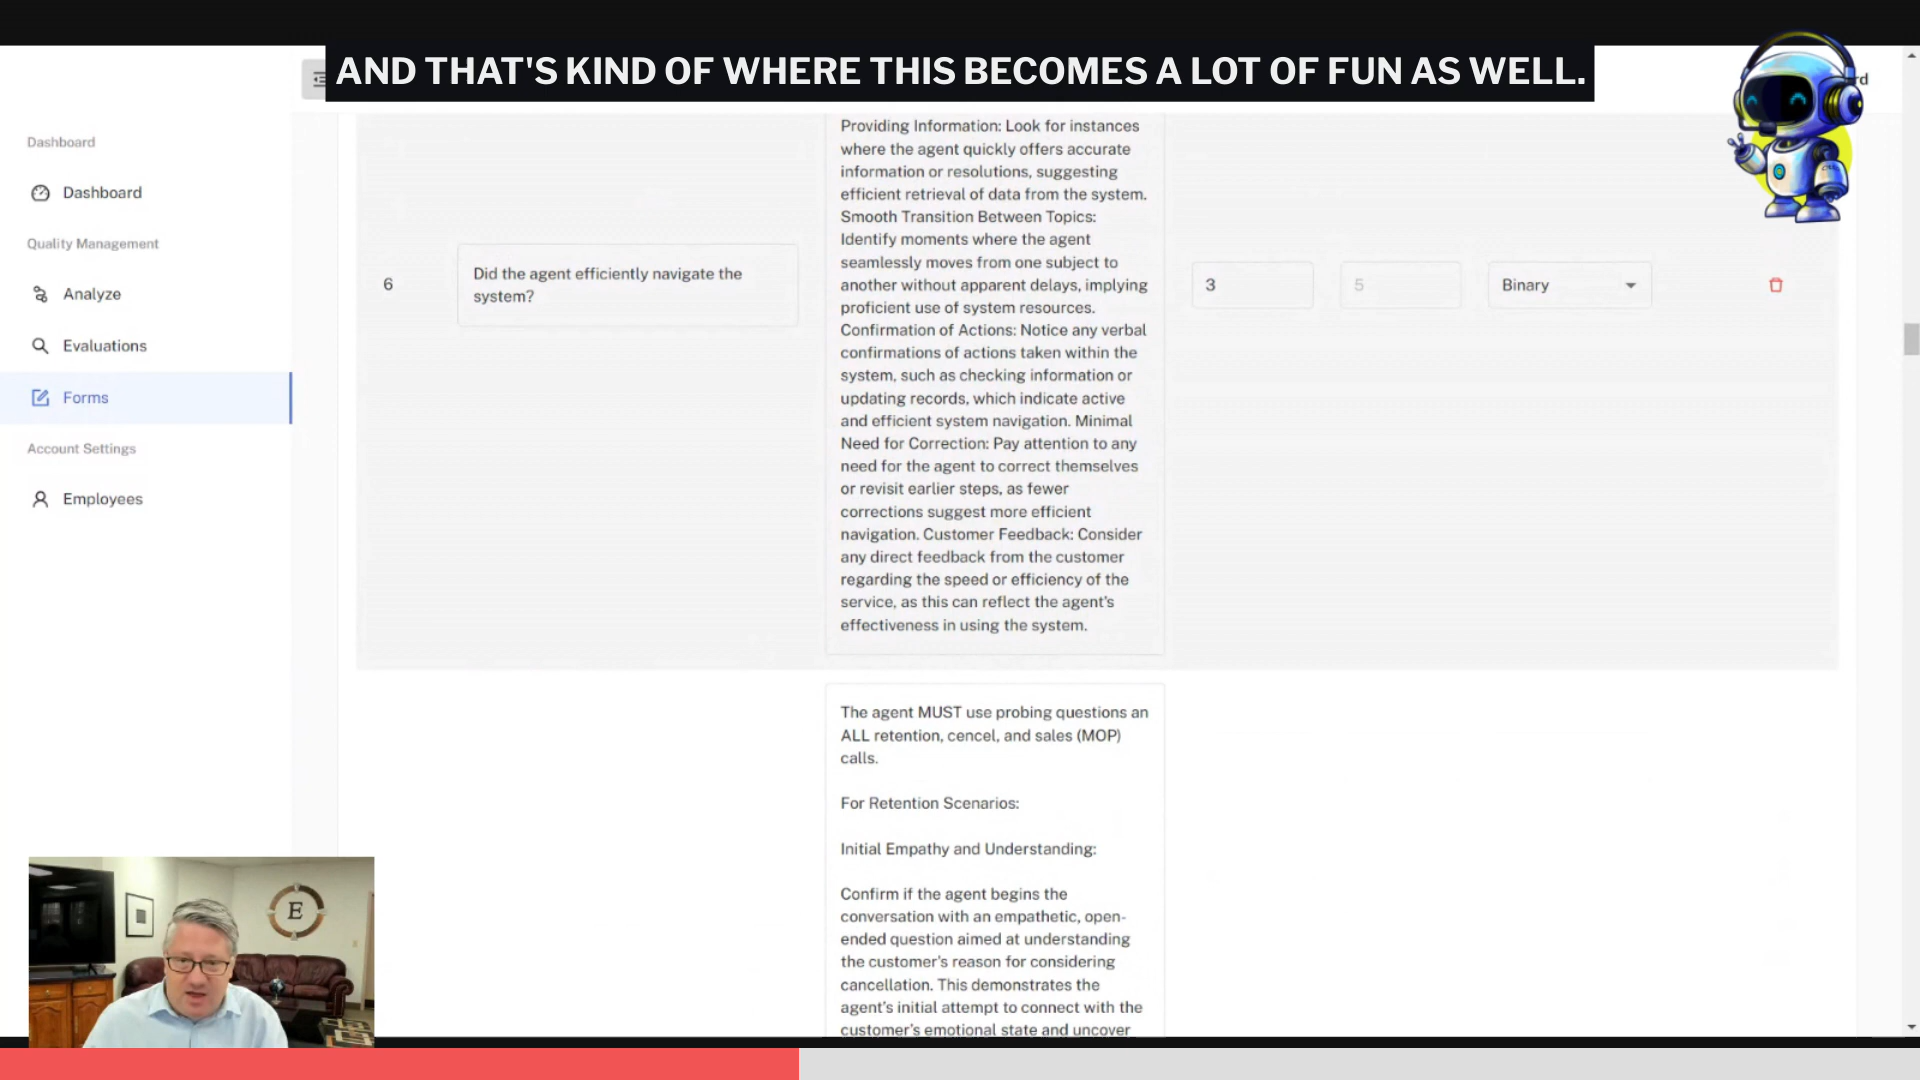 AND THAT'S KIND OF WHERE THIS BECOMES A LOT OF FUN AS WELL.
rd
Dashboard
Dashboard
Quality Management
Analyze
Evaluations
Forms
Account Settings
Employees
6
Did the agent efficiently navigate the
system?
Providing Information: Look for instances
where the agent quickly offers accurate
information or resolutions, suggesting
efficient retrieval of data from the system.
Smooth Transition Between Topics:
Identify moments where the agent
seamlessly moves from one subject to
another without apparent delays, implying
proficient use of system resources.
Confirmation of Actions: Notice any verbal
confirmations of actions taken within the
system, such as checking information or
updating records, which indicate active
and efficient system navigation. Minimal
Need for Correction: Pay attention to any
need for the agent to correct themselves
or revisit earlier steps, as fewer
corrections suggest more efficient
navigation. Customer Feedback: Consider
any direct feedback from the customer
regarding the speed or efficiency of the
service, as this can reflect the agent's
effectiveness in using the system.
3
5
Binary
The agent MUST use probing questions an
ALL retention, cencel, and sales (MOP)
calls.
For Retention Scenarios:
Initial Empathy and Understanding:
Confirm if the agent begins the
conversation with an empathetic, open-
ended question aimed at understanding
the customer's reason for considering
cancellation. This demonstrates the
agent's initial attempt to connect with the
customer's emotional state and uncover
E